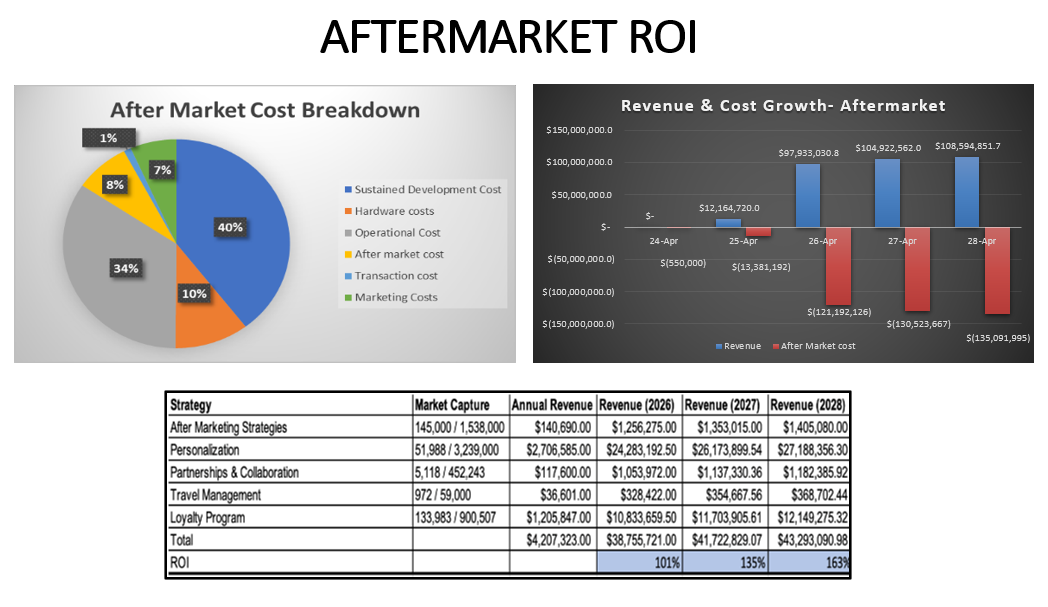 AFTERMARKET ROI
After Market Cost Breakdown
1%
7%
8%
40%
34%
10%
Sustained Development Cost
Hardware costs
Operational Cost
After market cost
Transaction cost
Marketing Costs
Revenue & Cost Growth- Aftermarket
$150,000,000.0
$100,000,000.0
$50,000,000.0
$-
$(50,000,000.0)
$(100,000,000.0)
$(150,000,000.0)
$-
$12,164,720.0
$97,933,030.8
$104,922,562.0
$108,594,851.7
24-Apr 25-Apr 26-Apr 27-Apr 28-Apr
$(550,000)
$(13,381,192)
$(121,192,126)
$(130,523,667)
$(135,091,995)
Revenue After Market cost
Strategy Market Capture Annual Revenue Revenue (2026) Revenue (2027) Revenue (2028)
After Marketing Strategies 145,000 / 1,538,000 $140,690.00 $1,256,275.00 $1,353,015.00 $1,405,080.00
Personalization 51,988 / 3,239,000 $2,706,585.00 $24,283,192.50 $26,173,899.54 $27,188,356.30
Partnerships & Collaboration 5,118 / 452,243 $117,600.00 $1,053,972.00 $1,137,330.36 $1,182,385.92
Travel Management 972 / 59,000 $36,601.00 $328,422.00 $354,667.56 $368,702.44
Loyalty Program 133,983 / 900,507 $1,205,847.00 $10,833,659.50 $11,703,905.61 $12,149,275.32
Total $4,207,323.00 $38,755,721.00 $41,722,829.07 $43,293,090.98
ROI 101% 135% 163%